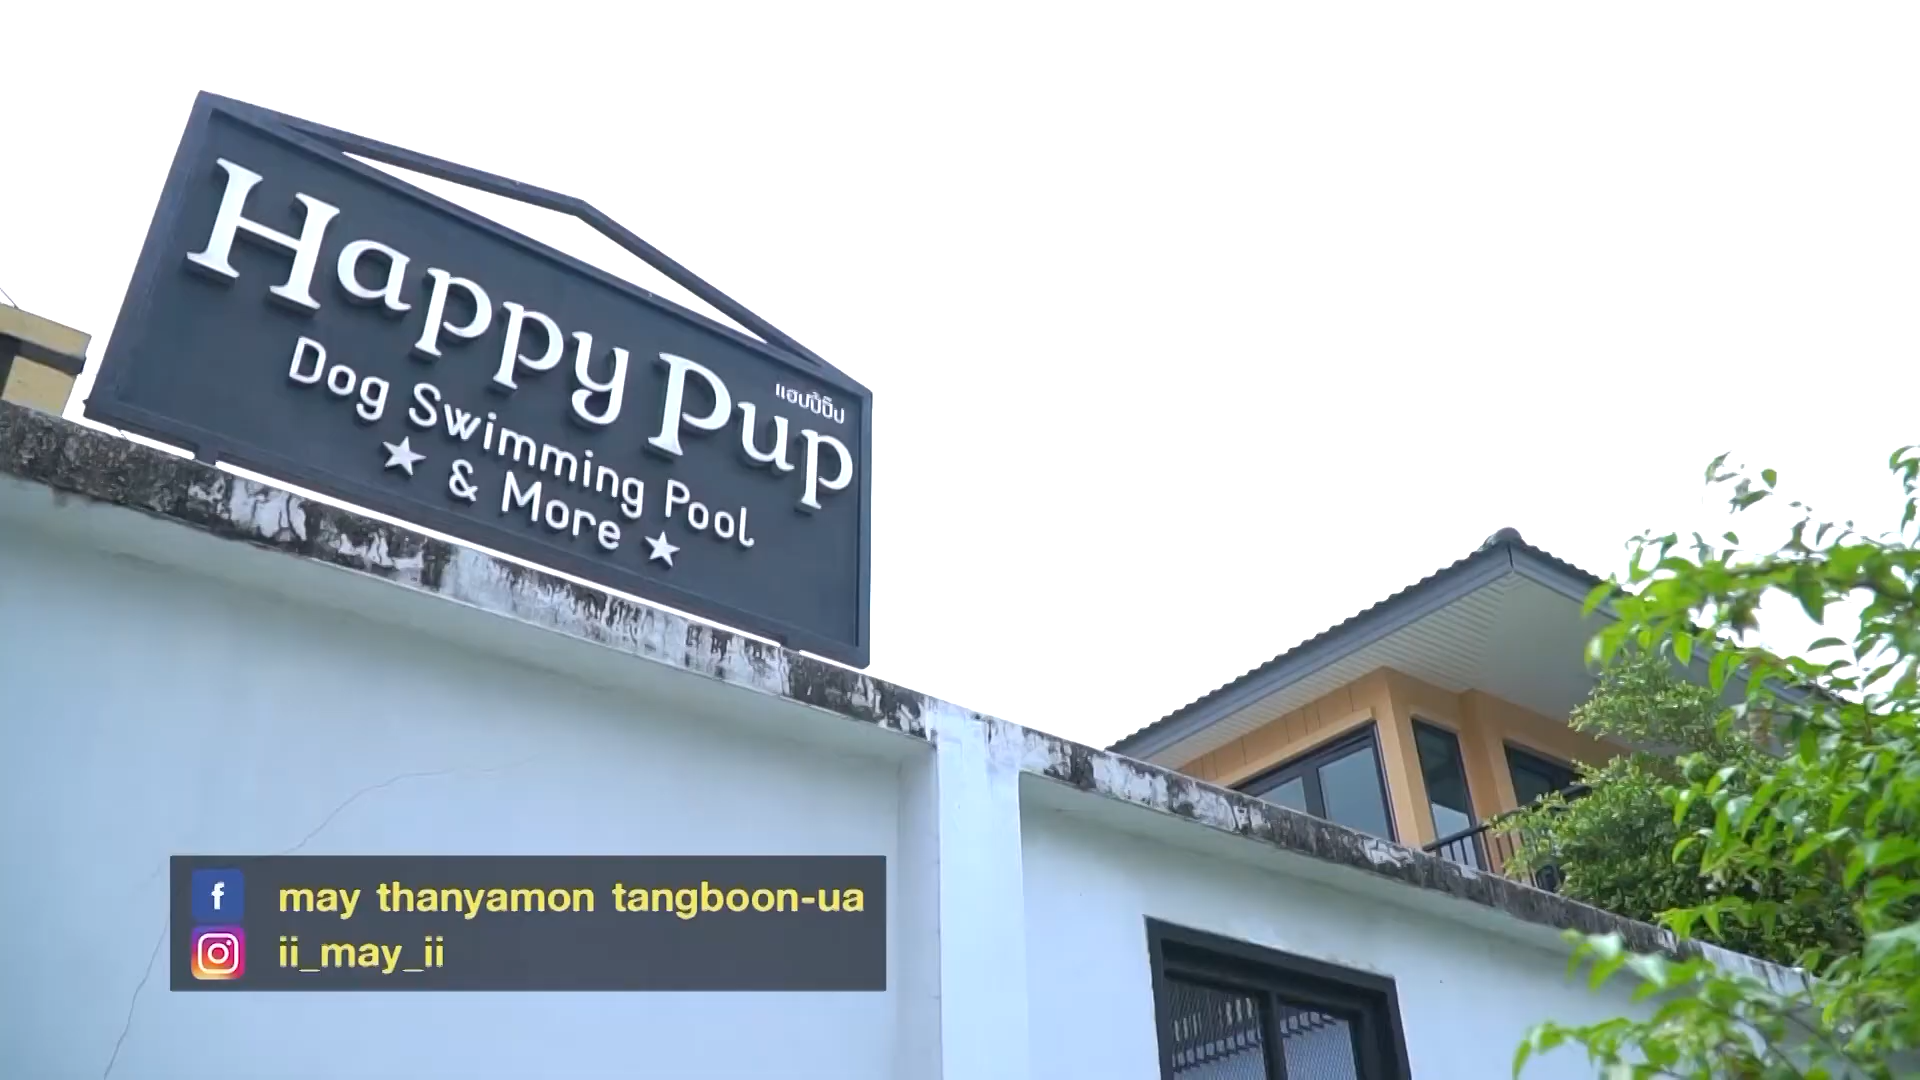 Happy Pup
แฮปปี้ปั๊ป
Dog Swimming Pool
& More
may thanyamon tangboon-ua
ii_may_ii